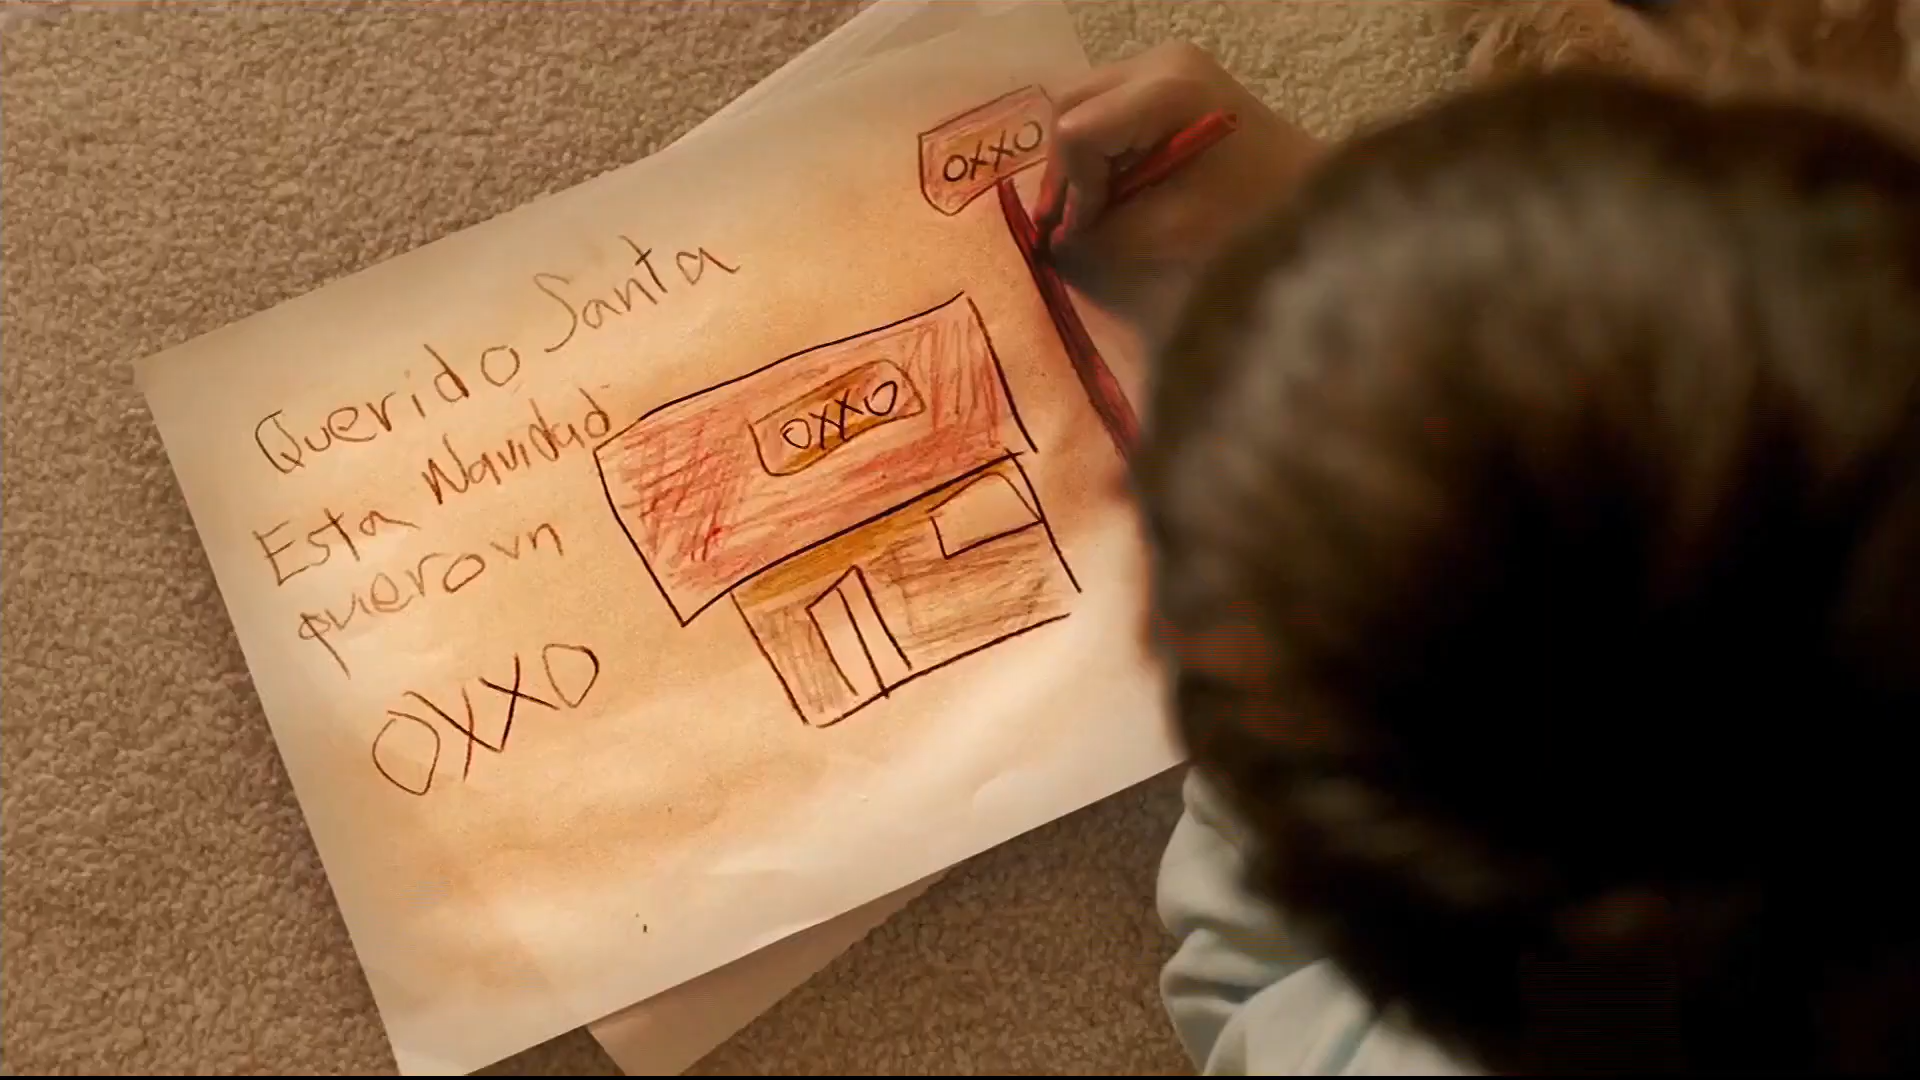 Querido Santa
Esta Navidad
quiero un
OXXO
OXXO
OXXO